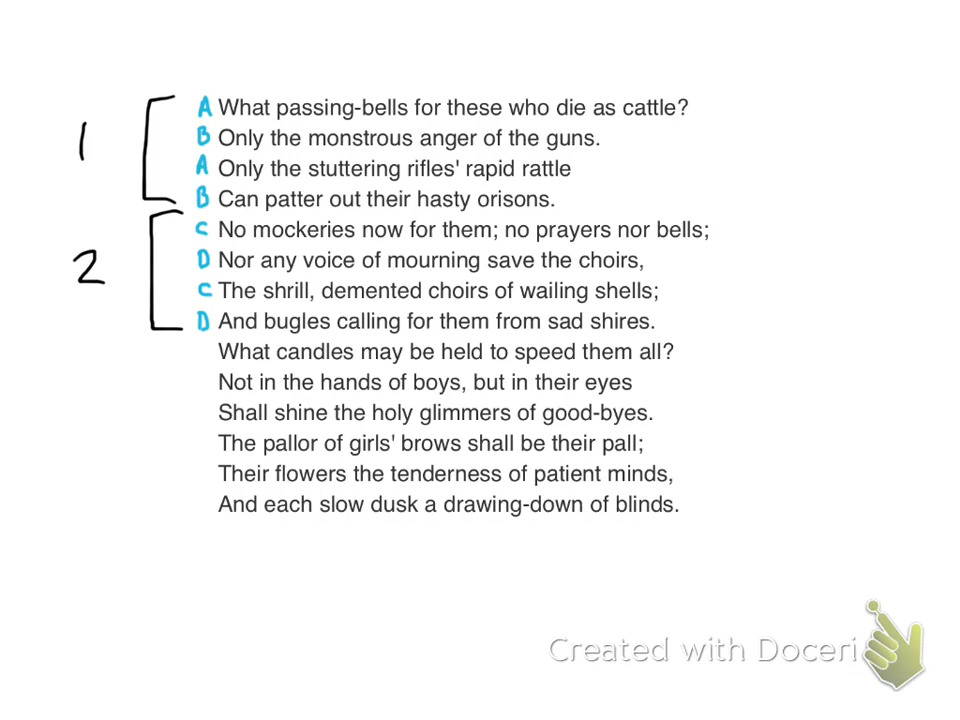 1
A What passing-bells for these who die as cattle?
B Only the monstrous anger of the guns.
A Only the stuttering rifles' rapid rattle
B Can patter out their hasty orisons.
2
C No mockeries now for them; no prayers nor bells;
D Nor any voice of mourning save the choirs,
C The shrill, demented choirs of wailing shells;
D And bugles calling for them from sad shires.
What candles may be held to speed them all?
Not in the hands of boys, but in their eyes
Shall shine the holy glimmers of good-byes.
The pallor of girls' brows shall be their pall;
Their flowers the tenderness of patient minds,
And each slow dusk a drawing-down of blinds.
Created with Doceri